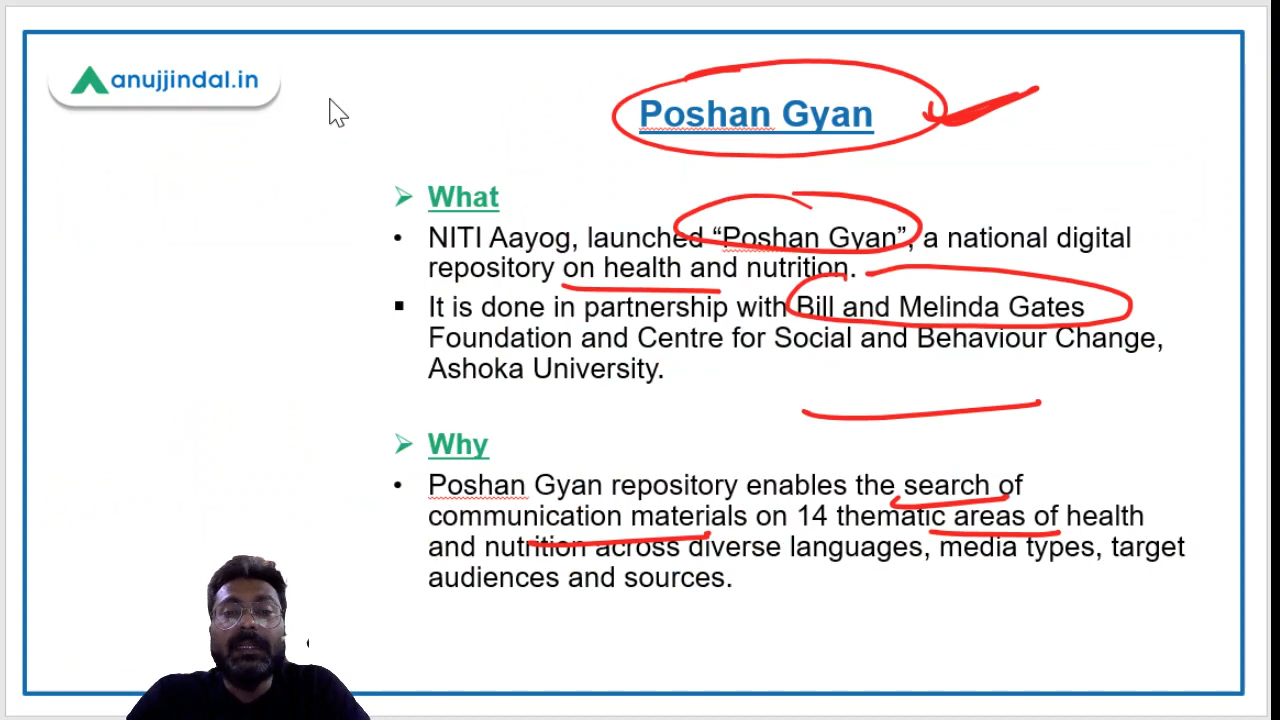 anujjindal.in
Poshan Gyan
What
NITI Aayog, launched “Poshan Gyan”, a national digital
repository on health and nutrition.
It is done in partnership with Bill and Melinda Gates
Foundation and Centre for Social and Behaviour Change,
Ashoka University.
Why
Poshan Gyan repository enables the search of
communication materials on 14 thematic areas of health
and nutrition across diverse languages, media types, target
audiences and sources.